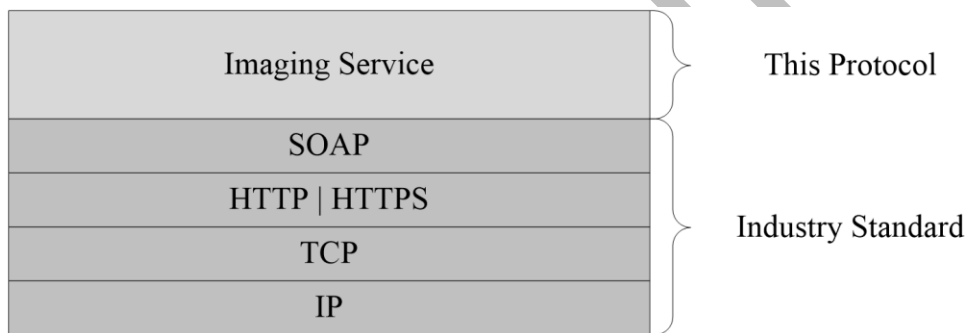 Imaging Service
This Protocol
SOAP
HTTP | HTTPS
Industry Standard
TCP
IP